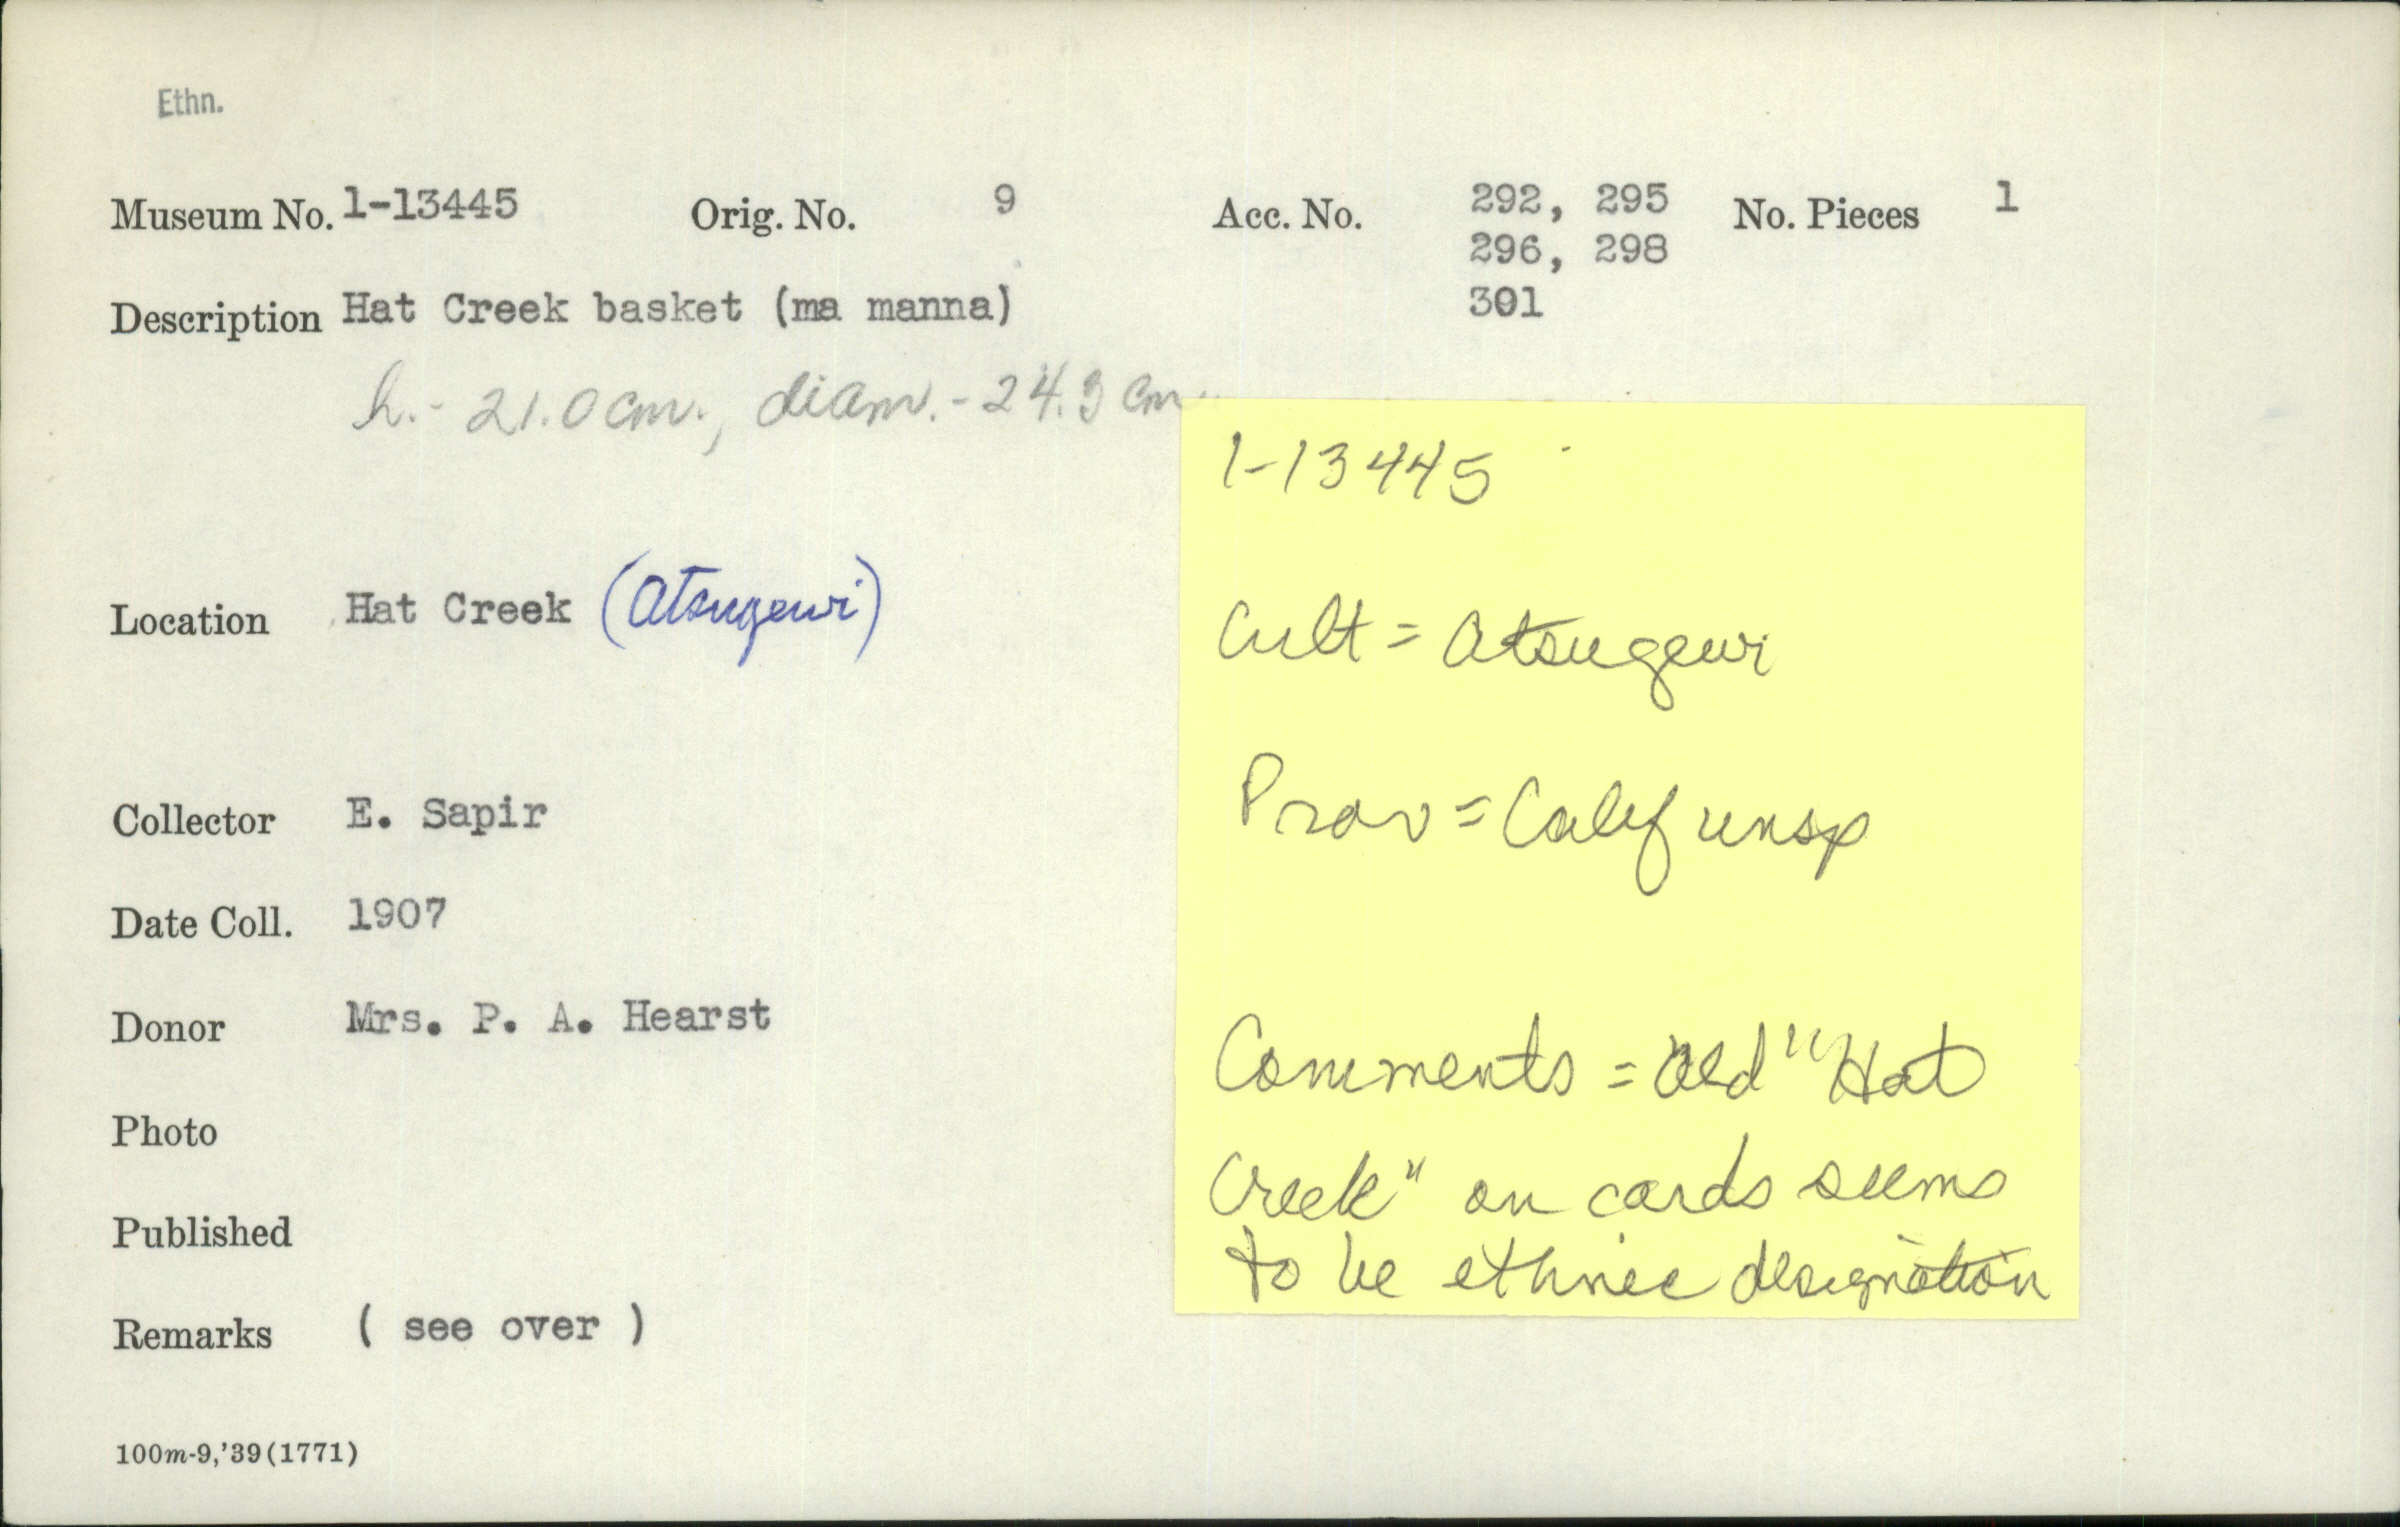 Ethn.
Museum No. 1-13445 Orig. No. 9 Acc. No. 292, 295 No. Pieces 1
296, 298
Description Hat Creek basket (ma manna) 301
h.- 21.0 cm., diam.- 24.3 cm.
Location Hat Creek (Atsugewi)
Collector E. Sapir
Date Coll. 1907
Donor Mrs. P. A. Hearst
Photo
Published
Remarks ( see over )
100m-9,'39(1771)
1-13445
Cult = Atsugewi
Prov = Calif unsp
Comments = Old "Hat
Creek" on cards seems
to be ethnic designation